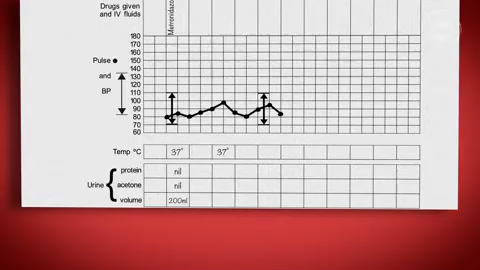 Drugs given
and IV fluids
Metronidazo
180
170
160
Pulse ●
150
140
and
130
120
BP
110
100
90
80
70
60
Temp °C 37° 37°
protein nil
Urine { acetone nil
volume 200ml